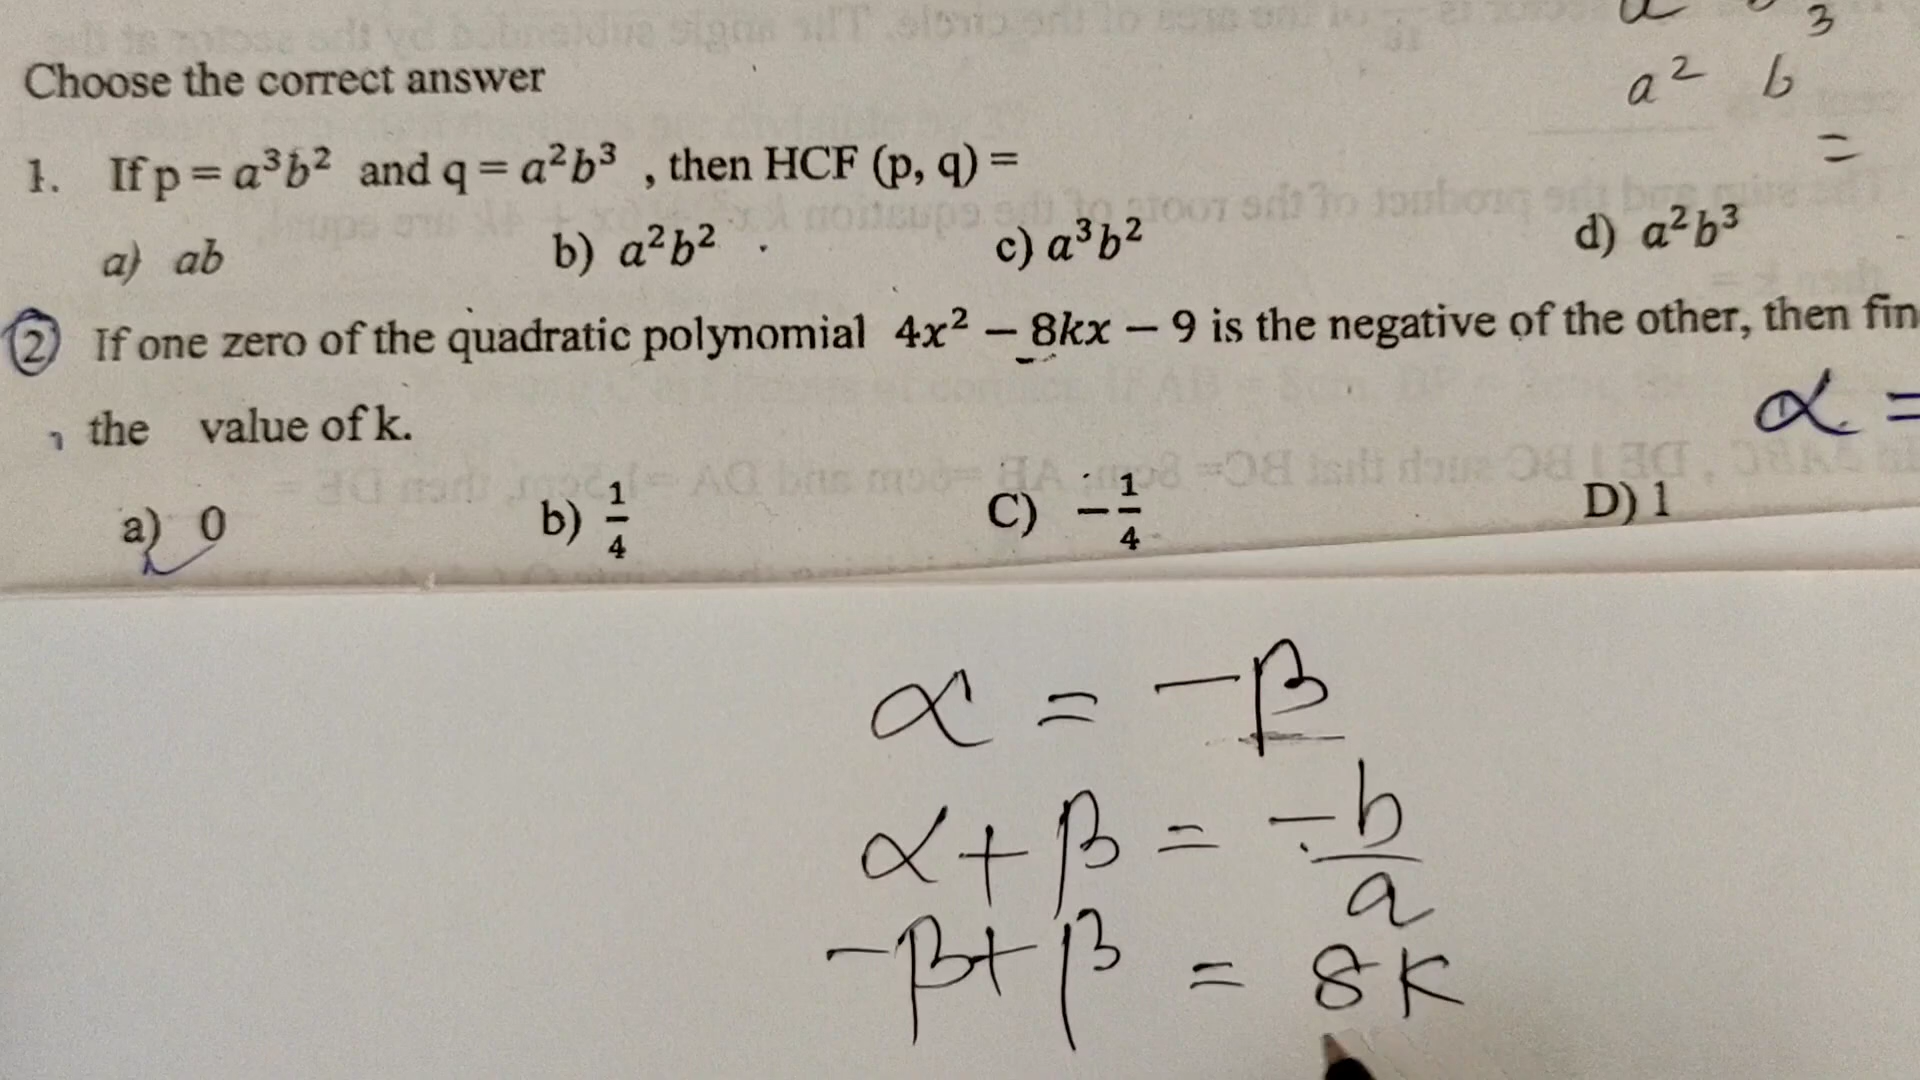 3
Choose the correct answer
a² b
=
1. If p = a³b² and q = a²b³ , then HCF (p, q) =
a) ab b) a²b² c) a³b² d) a²b³
2 If one zero of the quadratic polynomial 4x² – 8kx – 9 is the negative of the other, then fin
the value of k.
α =
a) 0 b) 1/4 C) –1/4 D) 1
α = –β
α + β = –b/a
–β + β = 8K